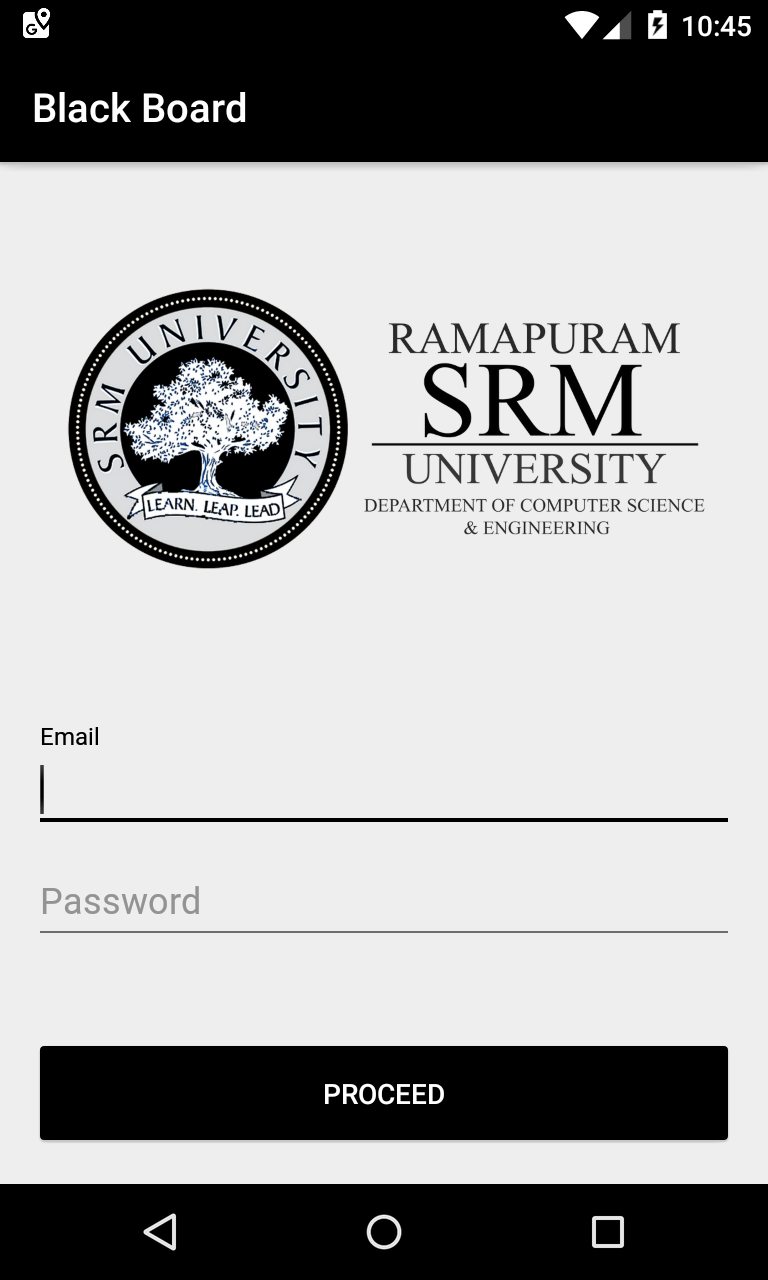 10:45
Black Board
SRM UNIVERSITY
LEARN. LEAP. LEAD
RAMAPURAM
SRM
UNIVERSITY
DEPARTMENT OF COMPUTER SCIENCE
& ENGINEERING
Email
Password
PROCEED